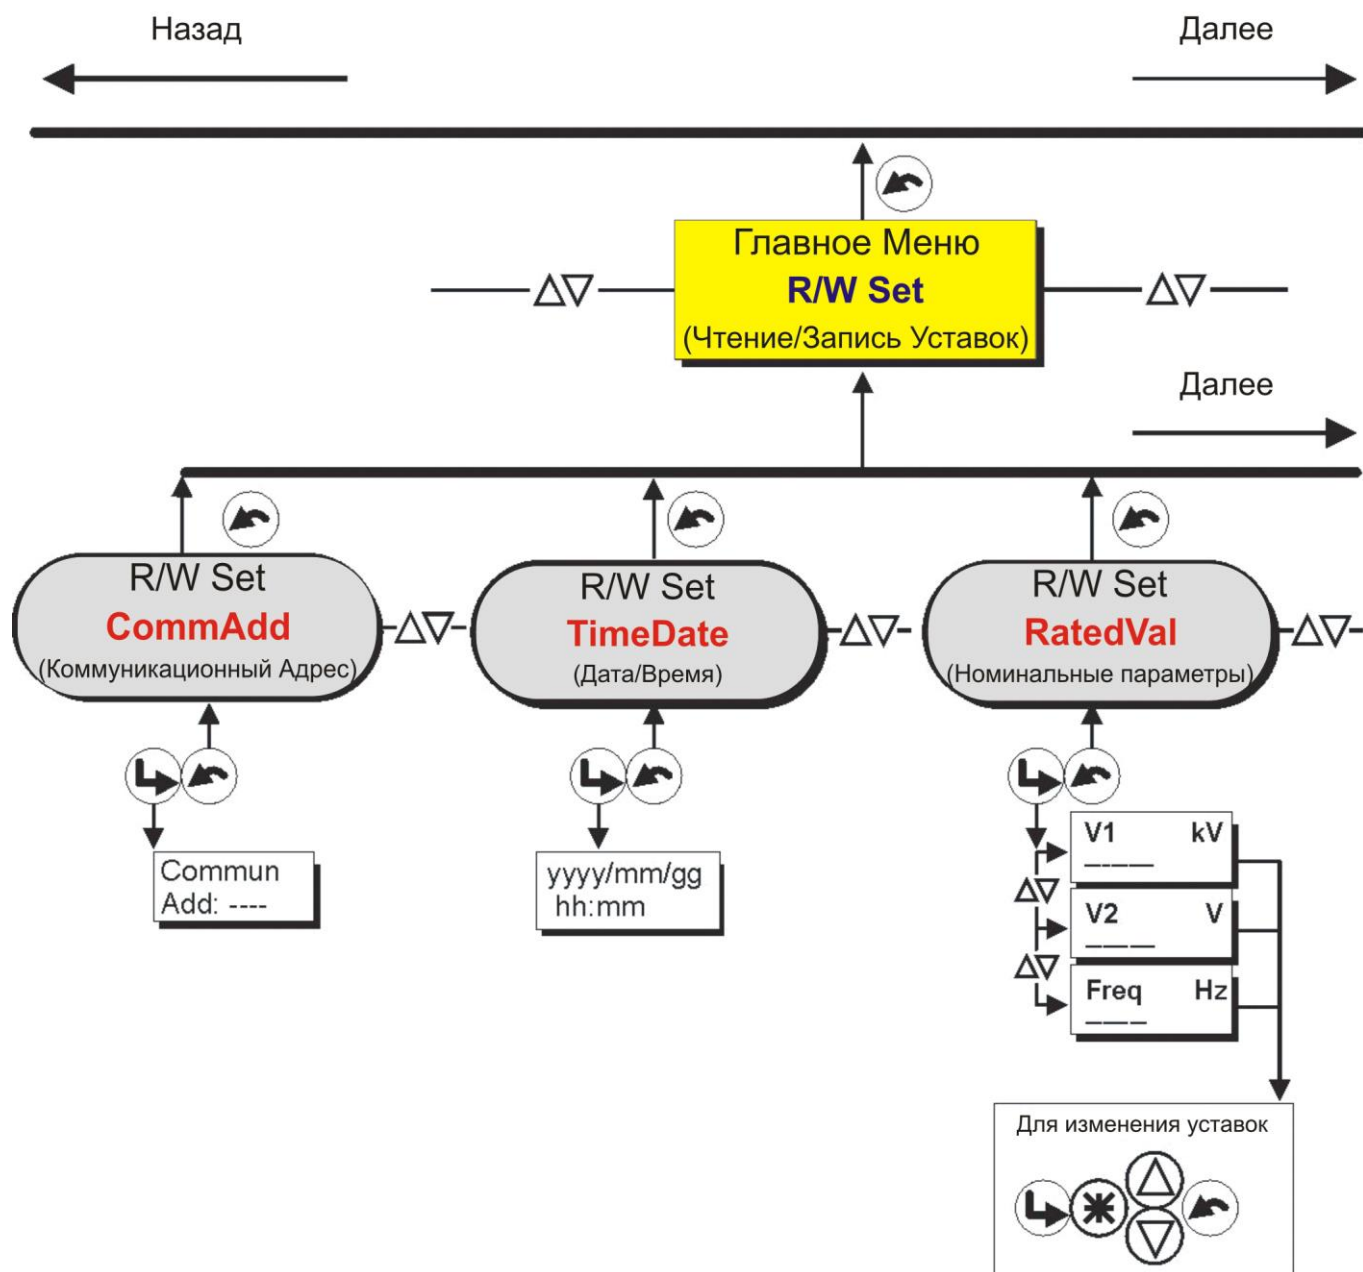 Назад
Далее
Главное Меню
R/W Set
(Чтение/Запись Уставок)
Далее
R/W Set
CommAdd
(Коммуникационный Адрес)
R/W Set
TimeDate
(Дата/Время)
R/W Set
RatedVal
(Номинальные параметры)
Commun
Add: ----
yyyy/mm/gg
hh:mm
V1 kV
-----
V2 V
----
Freq Hz
----
Для изменения уставок